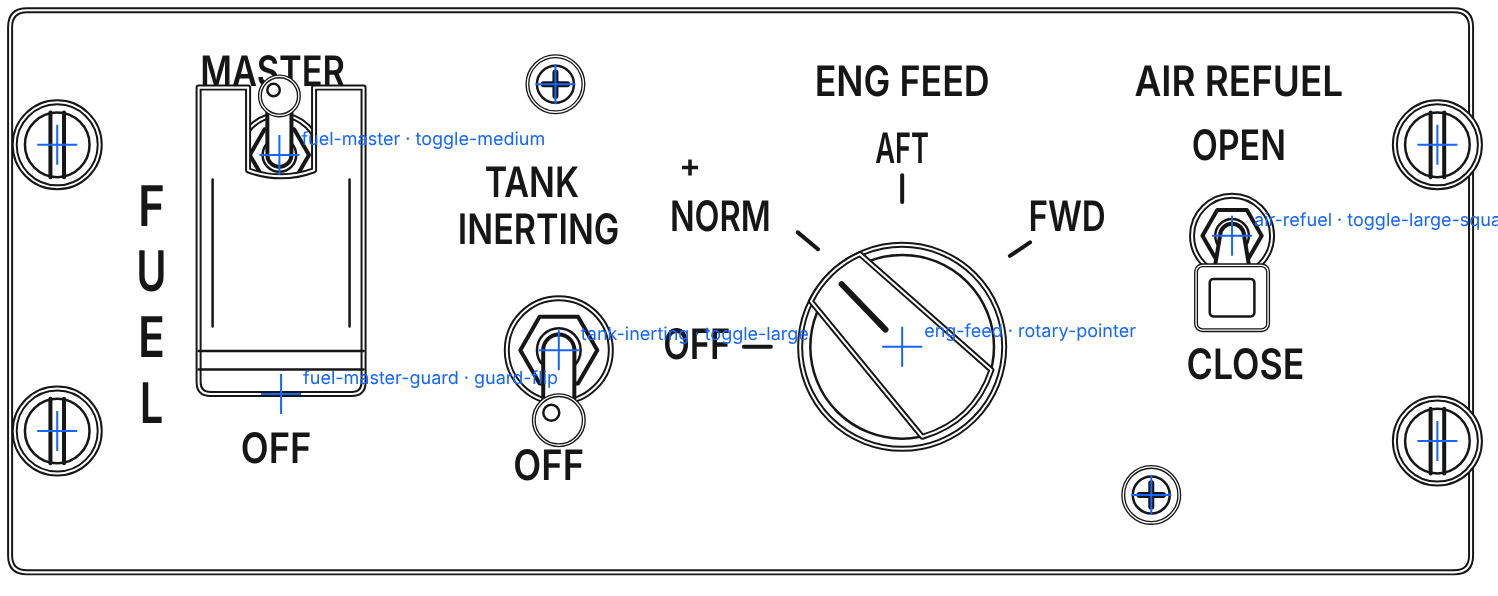 MASTER
fuel-master · toggle-medium
FUEL
fuel-master-guard · guard-flip
OFF
TANK
INERTING
tank-inerting · toggle-large
OFF
ENG FEED
AFT
+
NORM
FWD
OFF
eng-feed · rotary-pointer
AIR REFUEL
OPEN
air-refuel · toggle-large-squa
CLOSE